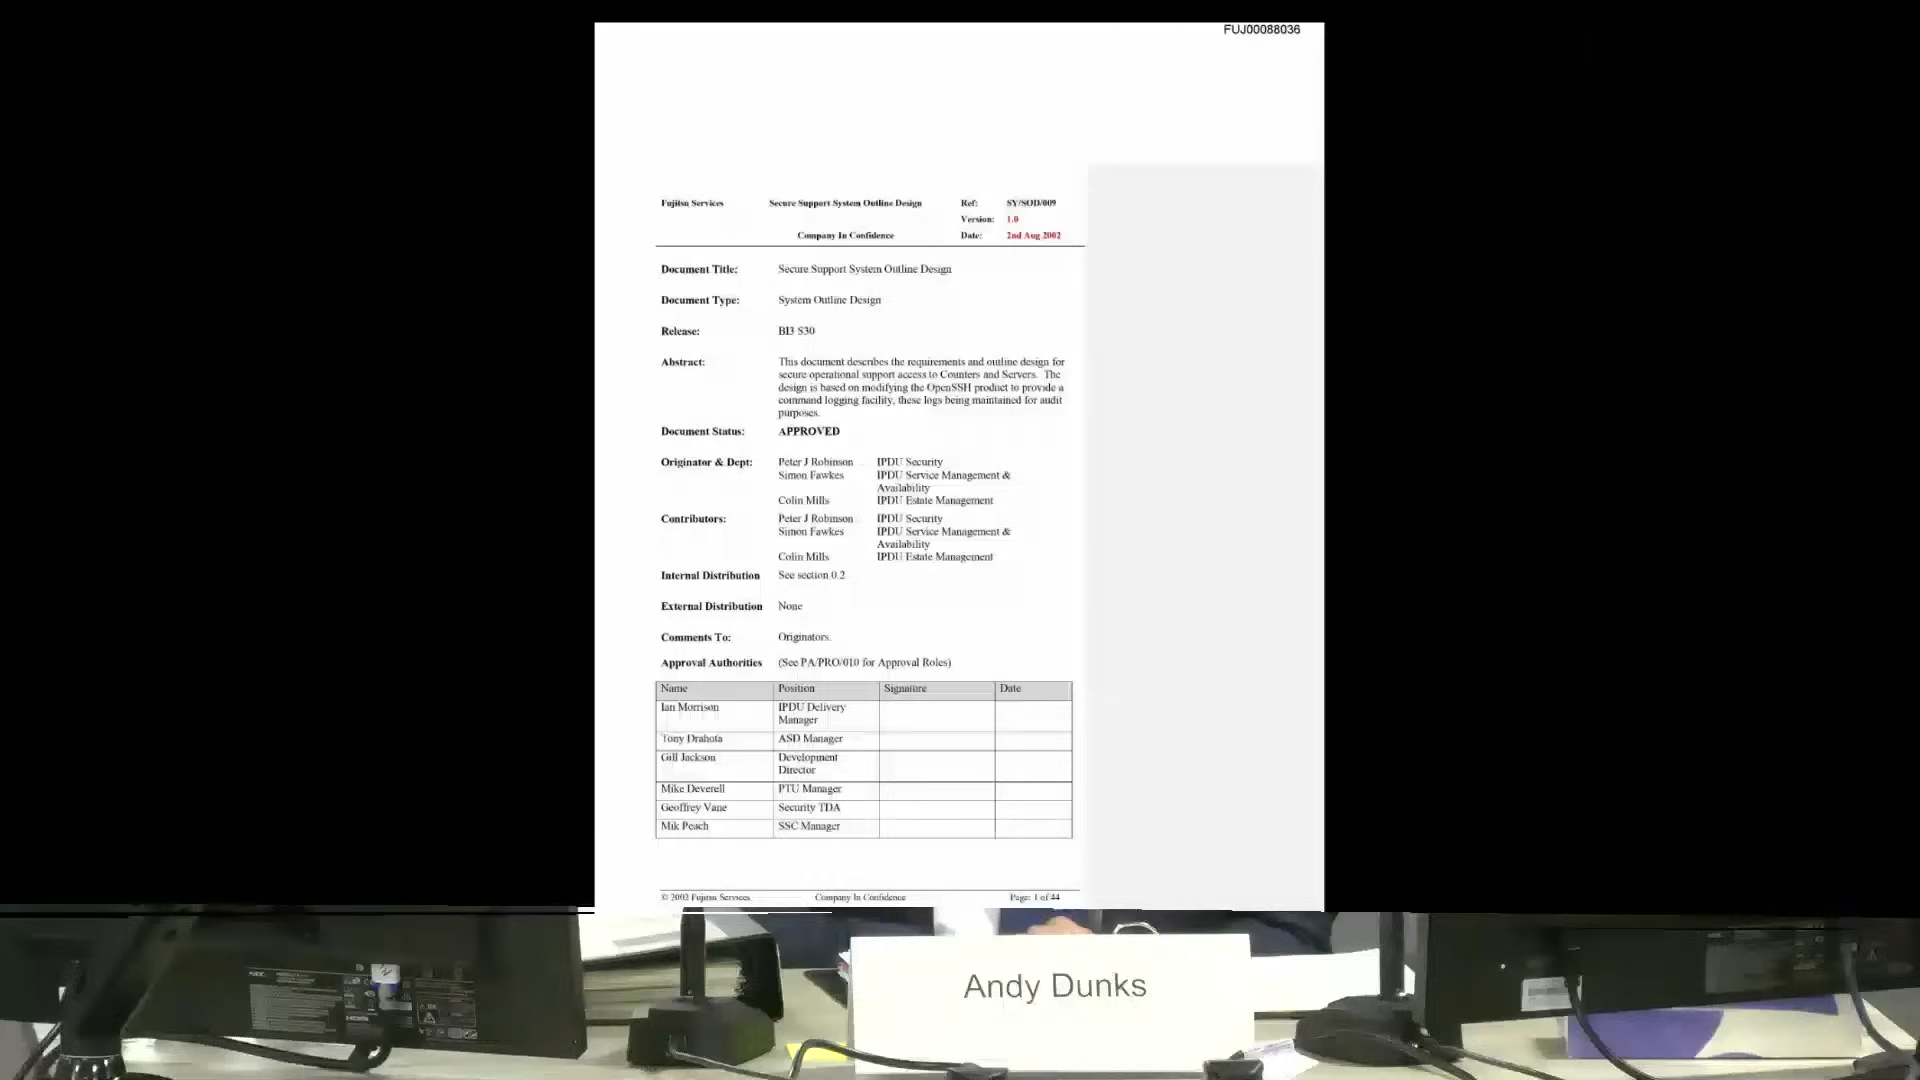 FUJ00088036
Fujitsu Services Secure Support System Outline Design Ref: SY/SOD/009
Version: 1.0
Company In Confidence Date: 2nd Aug 2002
Document Title: Secure Support System Outline Design
Document Type: System Outline Design
Release: BI3 S30
Abstract: This document describes the requirements and outline design for
secure operational support access to Counters and Servers. The
design is based on modifying the OpenSSH product to provide a
command logging facility, these logs being maintained for audit
purposes.
Document Status: APPROVED
Originator & Dept: Peter J Robinson IPDU Security
Simon Fawkes IPDU Service Management &
Availability
Colin Mills IPDU Estate Management
Contributors: Peter J Robinson IPDU Security
Simon Fawkes IPDU Service Management &
Availability
Colin Mills IPDU Estate Management
Internal Distribution See section 0.2
External Distribution None
Comments To: Originators
Approval Authorities (See PA/PRO/010 for Approval Roles)
Name Position Signature Date
Ian Morrison IPDU Delivery
Manager
Tony Drahota ASD Manager
Gill Jackson Development
Director
Mike Deverell PTU Manager
Geoffrey Vane Security TDA
Mik Peach SSC Manager
© 2002 Fujitsu Services Company In Confidence Page: 1 of 44
Andy Dunks
NEC
HDMI